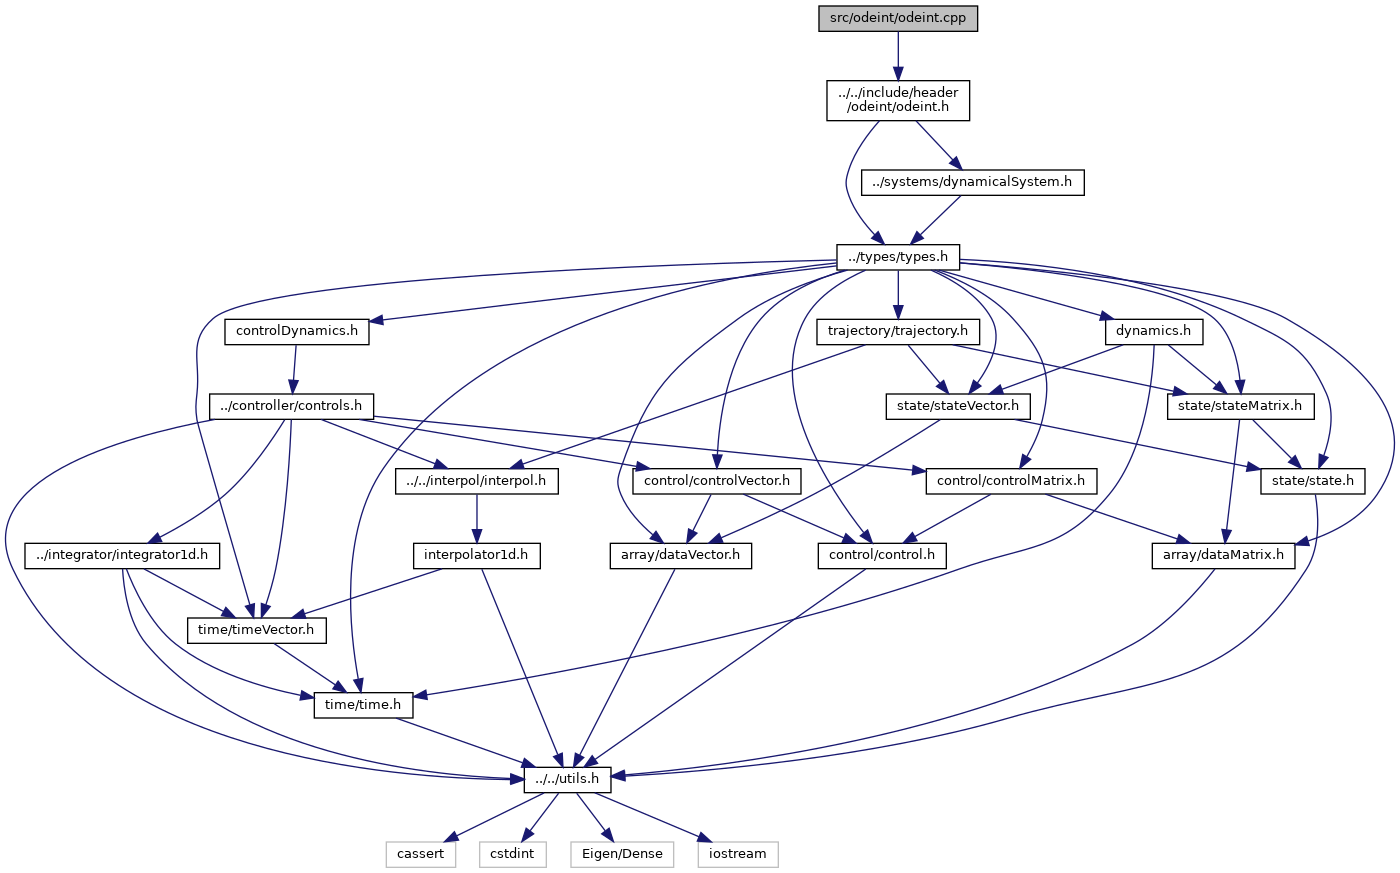 src/odeint/odeint.cpp
../../include/header
/odeint/odeint.h
../systems/dynamicalSystem.h
../types/types.h
controlDynamics.h
trajectory/trajectory.h
dynamics.h
../controller/controls.h
state/stateVector.h
state/stateMatrix.h
../../interpol/interpol.h
control/controlVector.h
control/controlMatrix.h
state/state.h
../integrator/integrator1d.h
interpolator1d.h
array/dataVector.h
control/control.h
array/dataMatrix.h
time/timeVector.h
time/time.h
../../utils.h
cassert
cstdint
Eigen/Dense
iostream